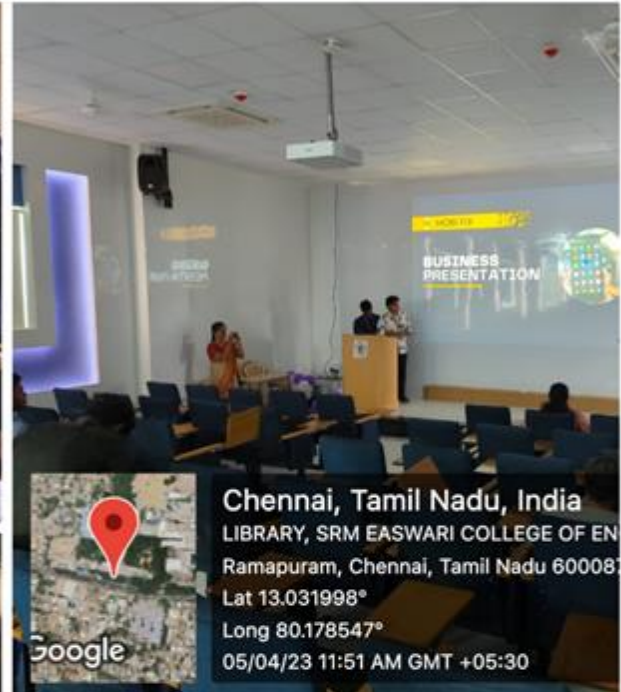 BUSINESS
PRESENTATION
Chennai, Tamil Nadu, India
LIBRARY, SRM EASWARI COLLEGE OF EN
Ramapuram, Chennai, Tamil Nadu 600087
Lat 13.031998°
Long 80.178547°
05/04/23 11:51 AM GMT +05:30
Google